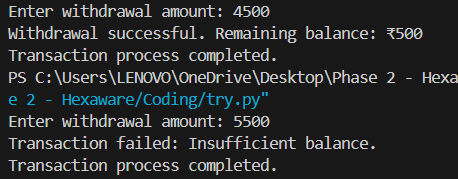 Enter withdrawal amount: 4500
Withdrawal successful. Remaining balance: ₹500
Transaction process completed.
PS C:\Users\LENOVO\OneDrive\Desktop\Phase 2 - Hexa
e 2 - Hexaware/Coding/try.py"
Enter withdrawal amount: 5500
Transaction failed: Insufficient balance.
Transaction process completed.